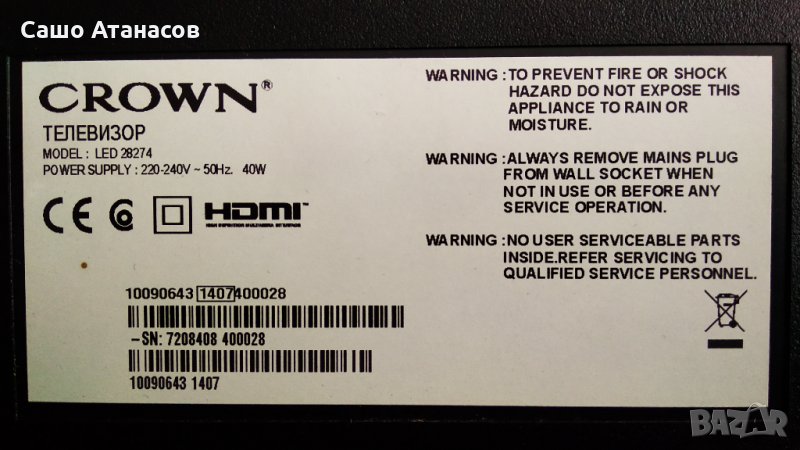 Сашо Атанасов
CROWN®
ТЕЛЕВИЗОР
MODEL : LED 28274
POWER SUPPLY : 220-240V ~ 50Hz. 40W
CE
HDMI™
10090643 1407 400028
-SN: 7208408 400028
10090643 1407
WARNING : TO PREVENT FIRE OR SHOCK
HAZARD DO NOT EXPOSE THIS
APPLIANCE TO RAIN OR
MOISTURE.
WARNING : ALWAYS REMOVE MAINS PLUG
FROM WALL SOCKET WHEN
NOT IN USE OR BEFORE ANY
SERVICE OPERATION.
WARNING : NO USER SERVICEABLE PARTS
INSIDE.REFER SERVICING TO
QUALIFIED SERVICE PERSONNEL.
BAZAR